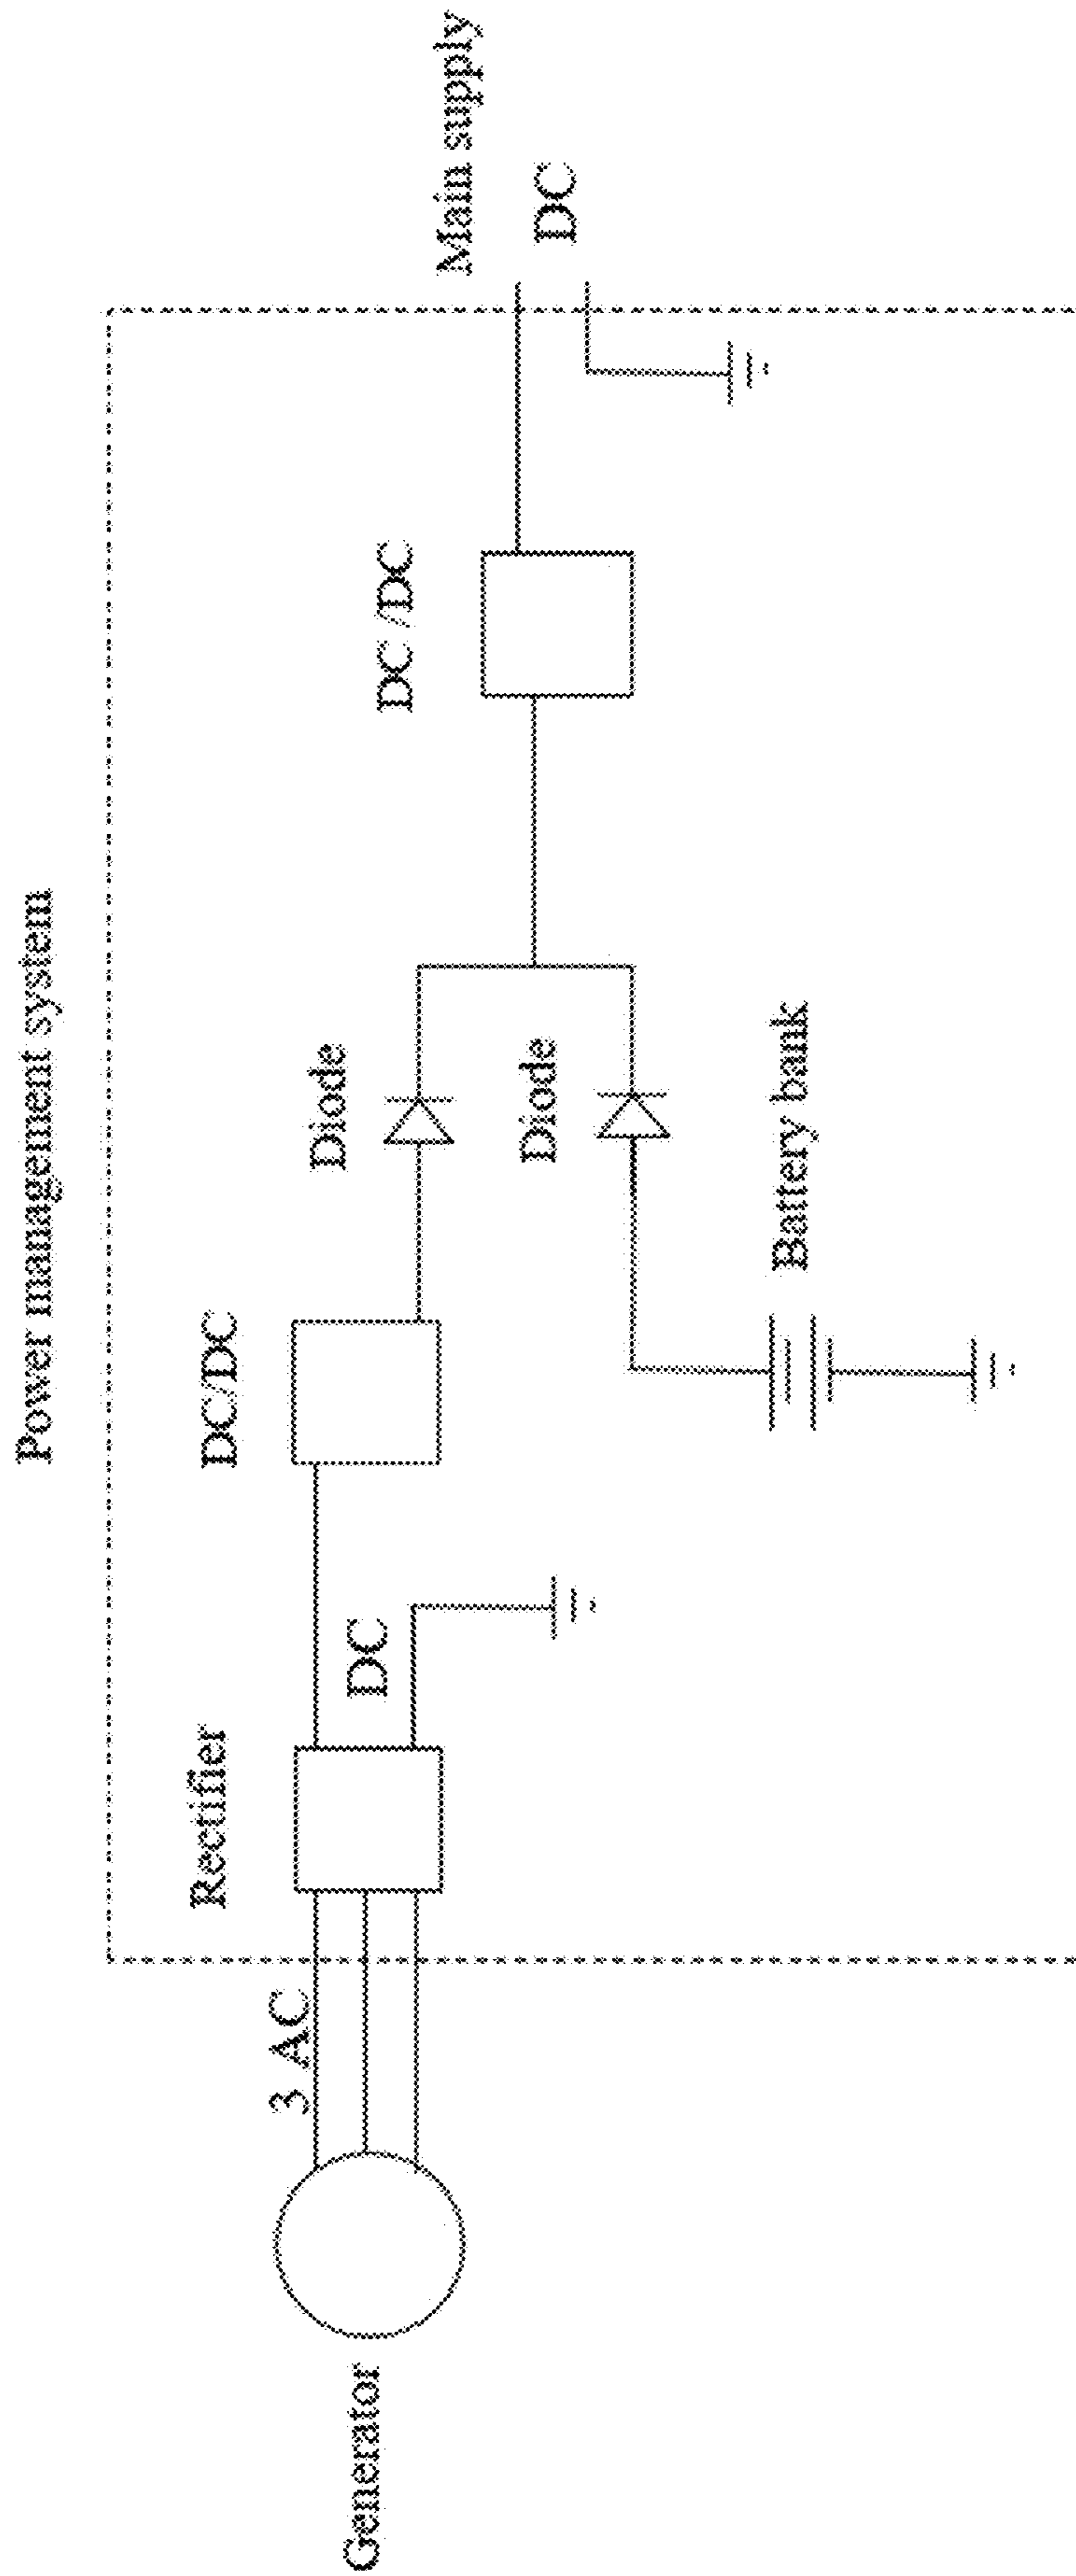 Power management system
Generator
3 AC
Rectifier
DC
DC/DC
Diode
Diode
Battery bank
DC /DC
Main supply
DC